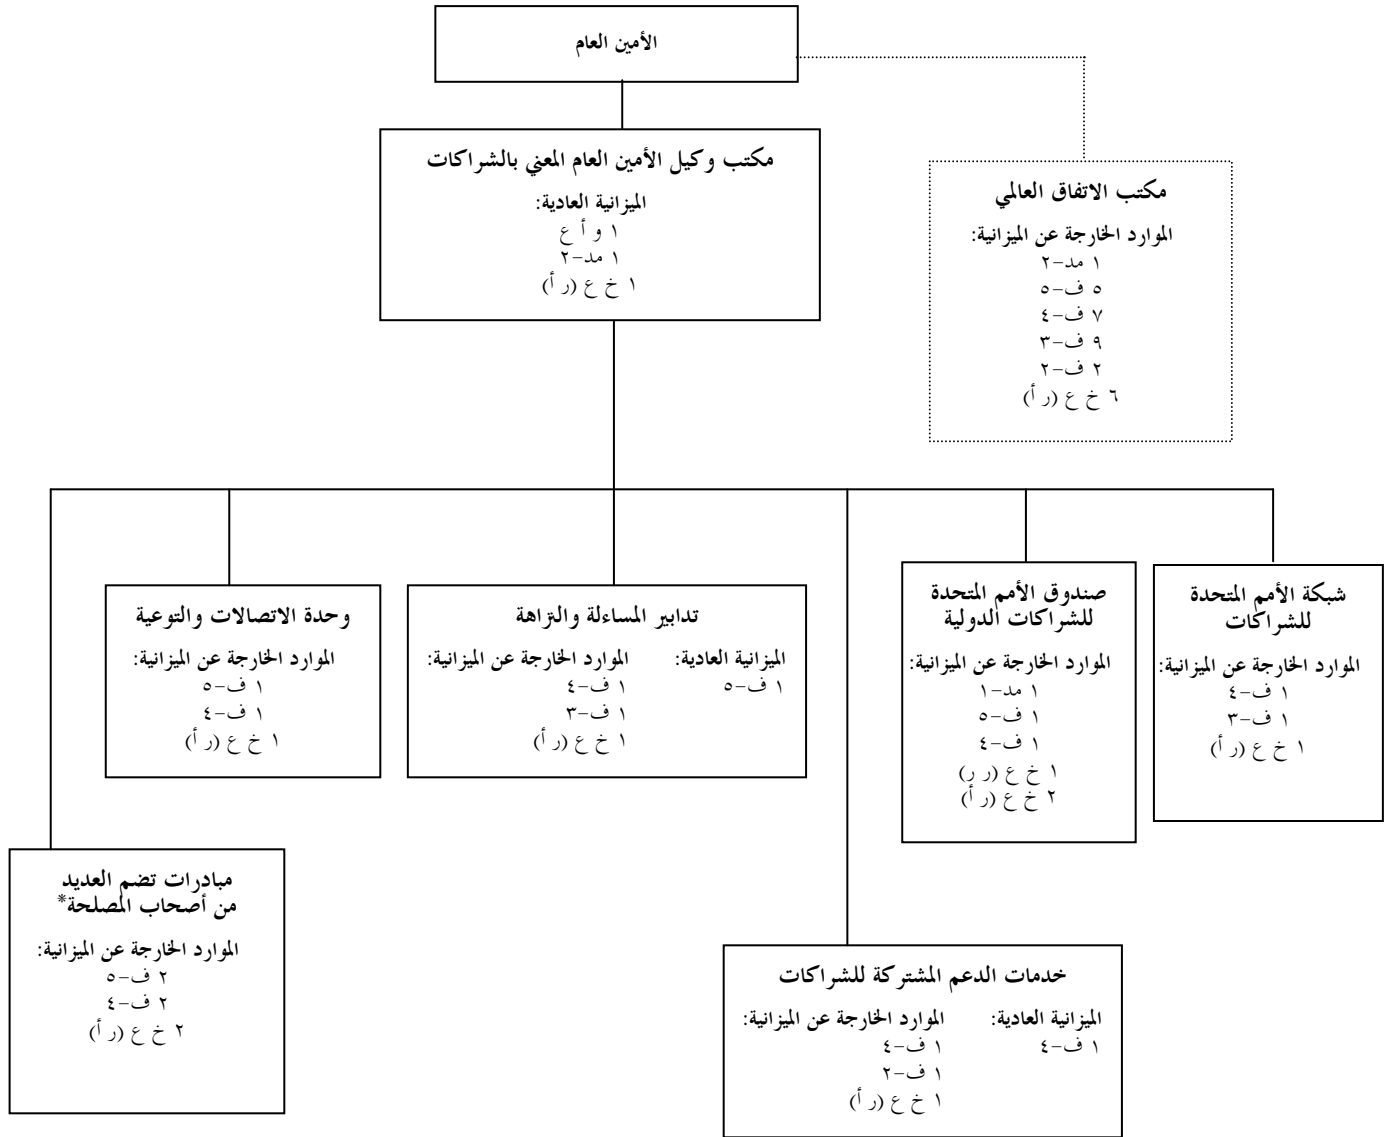 الأمين العام
مكتب وكيل الأمين العام المعني بالشراكات
الميزانية العادية:
١ و أ ع
١ مد-٢
١ خ ع (ر أ)
مكتب الاتفاق العالمي
الموارد الخارجة عن الميزانية:
١ مد-٢
٥ ف-٥
٧ ف-٤
٩ ف-٣
٢ ف-٢
٦ خ ع (ر أ)
شبكة الأمم المتحدة
للشراكات
الموارد الخارجة عن الميزانية:
١ ف-٤
١ ف-٣
١ خ ع (ر أ)
صندوق الأمم المتحدة
للشراكات الدولية
الموارد الخارجة عن الميزانية:
١ مد-١
١ ف-٥
١ ف-٤
١ خ ع (ر ر)
٢ خ ع (ر أ)
تدابير المساءلة والنزاهة
الميزانية العادية:
١ ف-٥
الموارد الخارجة عن الميزانية:
١ ف-٤
١ ف-٣
١ خ ع (ر أ)
وحدة الاتصالات والتوعية
الموارد الخارجة عن الميزانية:
١ ف-٥
١ ف-٤
١ خ ع (ر أ)
خدمات الدعم المشتركة للشراكات
الميزانية العادية:
١ ف-٤
الموارد الخارجة عن الميزانية:
١ ف-٤
١ ف-٢
١ خ ع (ر أ)
مبادرات تضم العديد
من أصحاب المصلحة*
الموارد الخارجة عن الميزانية:
٢ ف-٥
٢ ف-٤
٢ خ ع (ر أ)